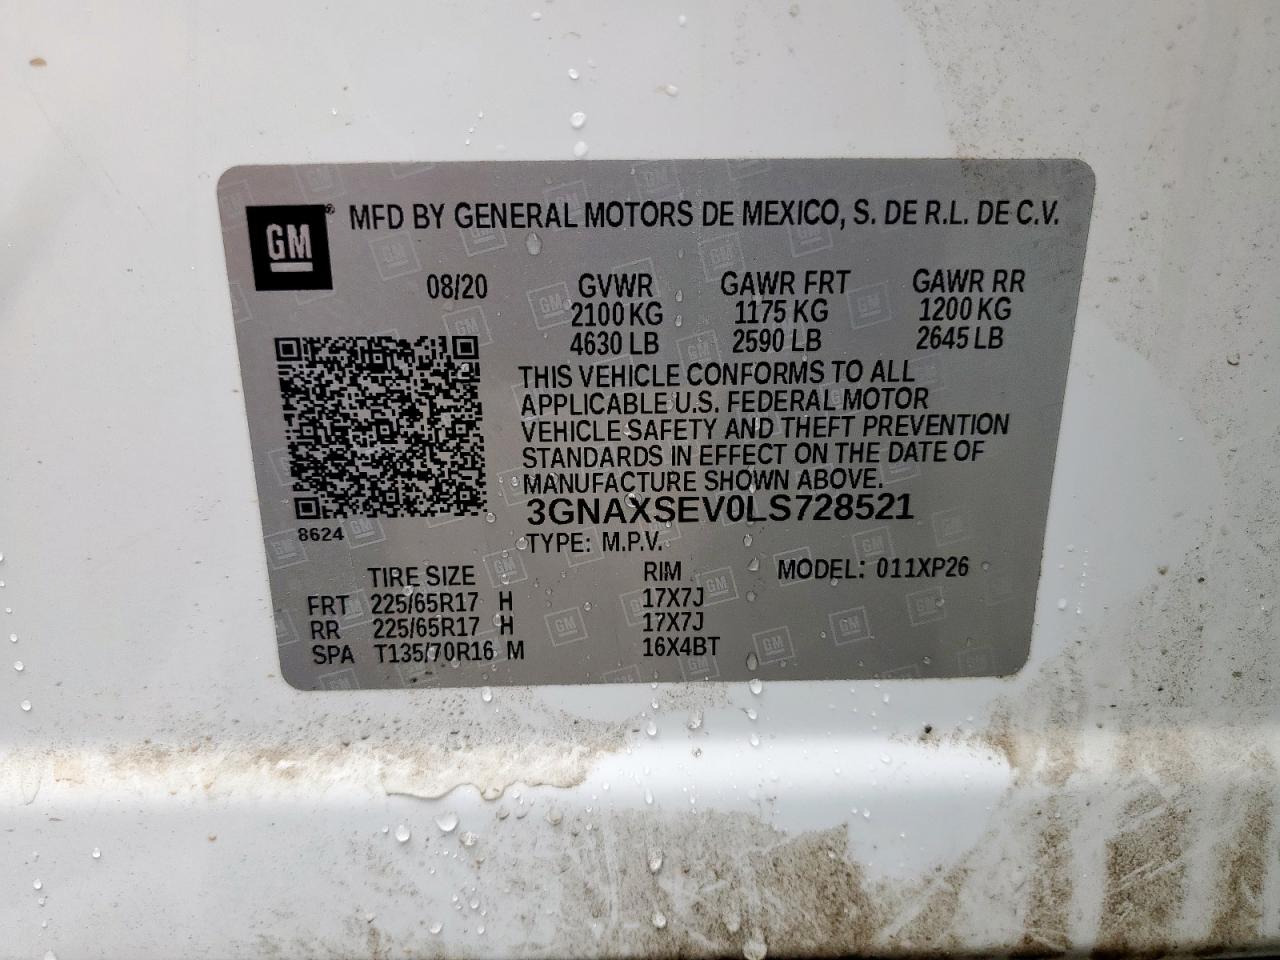 GM® MFD BY GENERAL MOTORS DE MEXICO, S. DE R.L. DE C.V.
08/20 GVWR GAWR FRT GAWR RR
2100 KG 1175 KG 1200 KG
4630 LB 2590 LB 2645 LB
THIS VEHICLE CONFORMS TO ALL
APPLICABLE U.S. FEDERAL MOTOR
VEHICLE SAFETY AND THEFT PREVENTION
STANDARDS IN EFFECT ON THE DATE OF
MANUFACTURE SHOWN ABOVE.
3GNAXSEV0LS728521
8624
TYPE: M.P.V.
TIRE SIZE RIM MODEL: 011XP26
FRT 225/65R17 H 17X7J
RR 225/65R17 H 17X7J
SPA T135/70R16 M 16X4BT